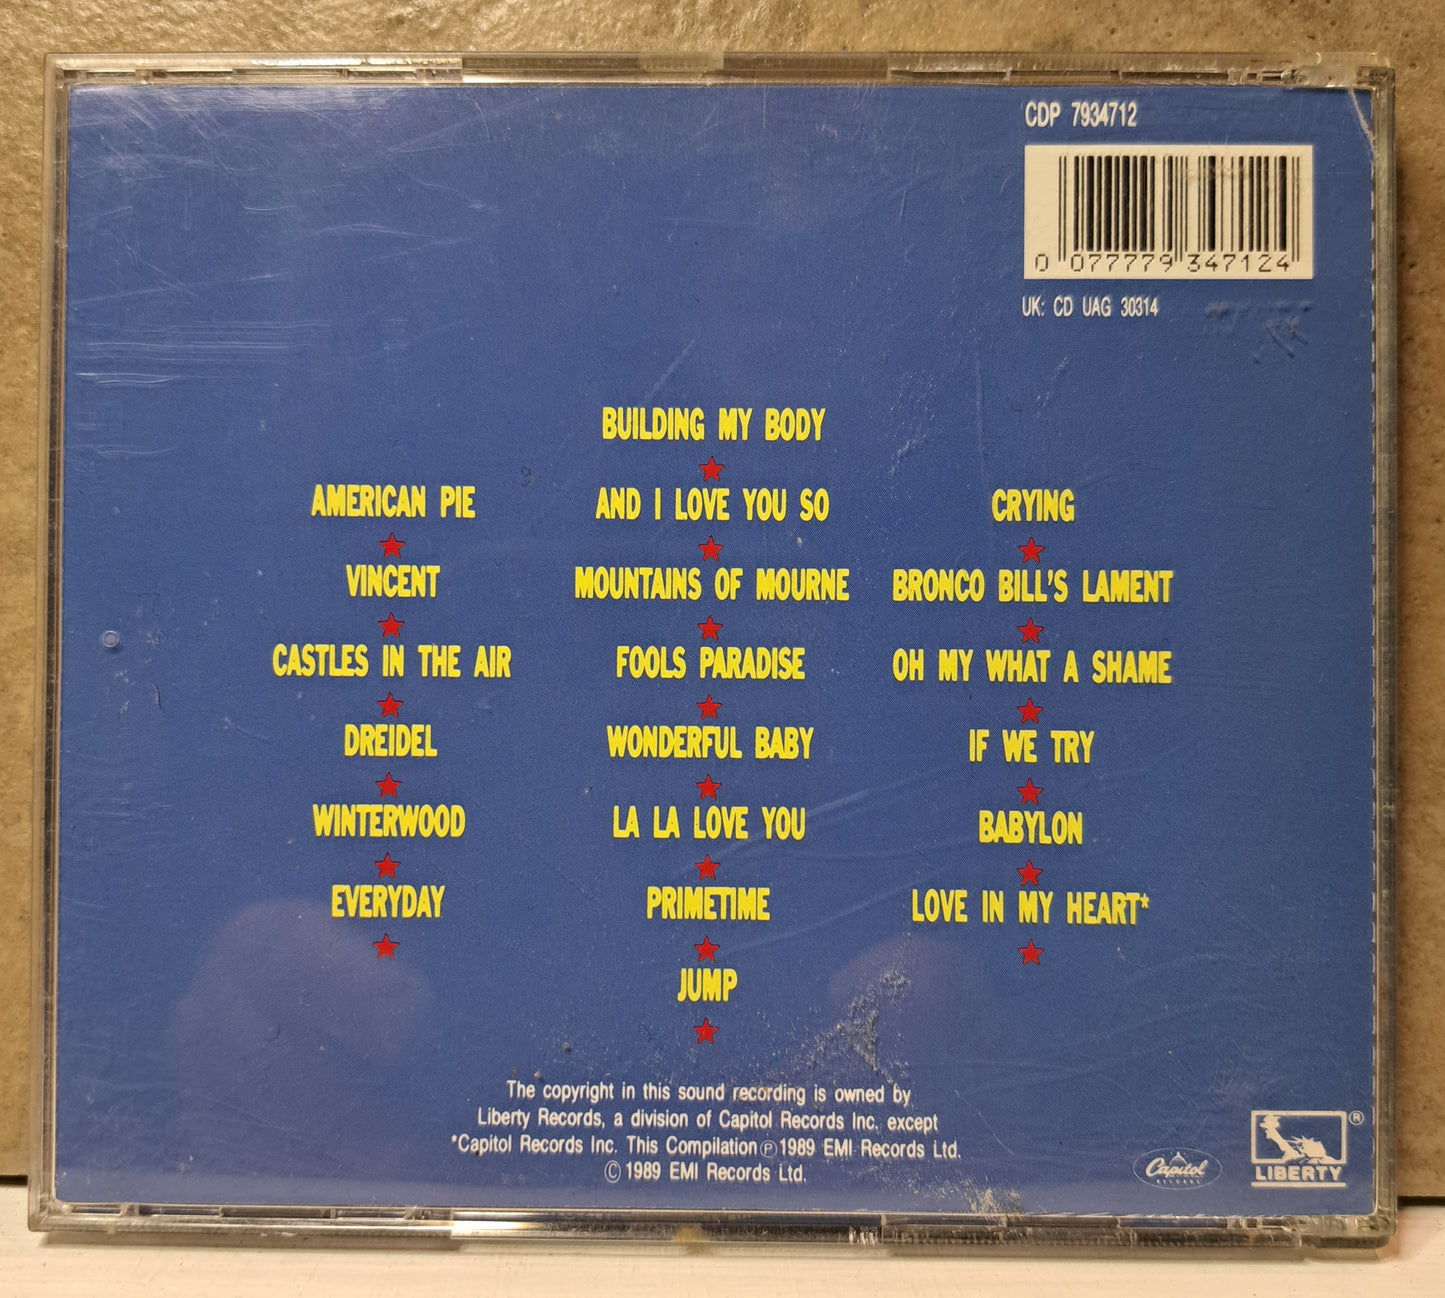 CDP 7934712
0 077779 347124
UK: CD UAG 30314
AMERICAN PIE
VINCENT
CASTLES IN THE AIR
DREIDEL
WINTERWOOD
EVERYDAY
BUILDING MY BODY
AND I LOVE YOU SO
MOUNTAINS OF MOURNE
FOOLS PARADISE
WONDERFUL BABY
LA LA LOVE YOU
PRIMETIME
JUMP
CRYING
BRONCO BILL'S LAMENT
OH MY WHAT A SHAME
IF WE TRY
BABYLON
LOVE IN MY HEART*
The copyright in this sound recording is owned by
Liberty Records, a division of Capitol Records Inc. except
*Capitol Records Inc. This Compilation ℗ 1989 EMI Records Ltd.
© 1989 EMI Records Ltd.
Capitol
RECORDS
LIBERTY
®